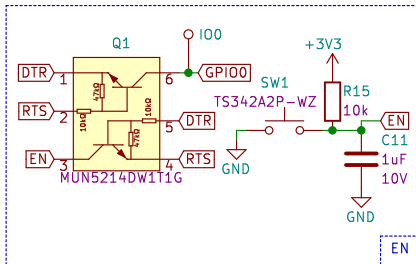 Q1
IO0
DTR
1
6
GPIO0
47kΩ
10kΩ
RTS
2
10kΩ
5
DTR
47kΩ
EN
3
4
RTS
MUN5214DW1T1G
+3V3
SW1
TS342A2P-WZ
R15
10k
EN
C11
1uF
10V
GND
GND
EN